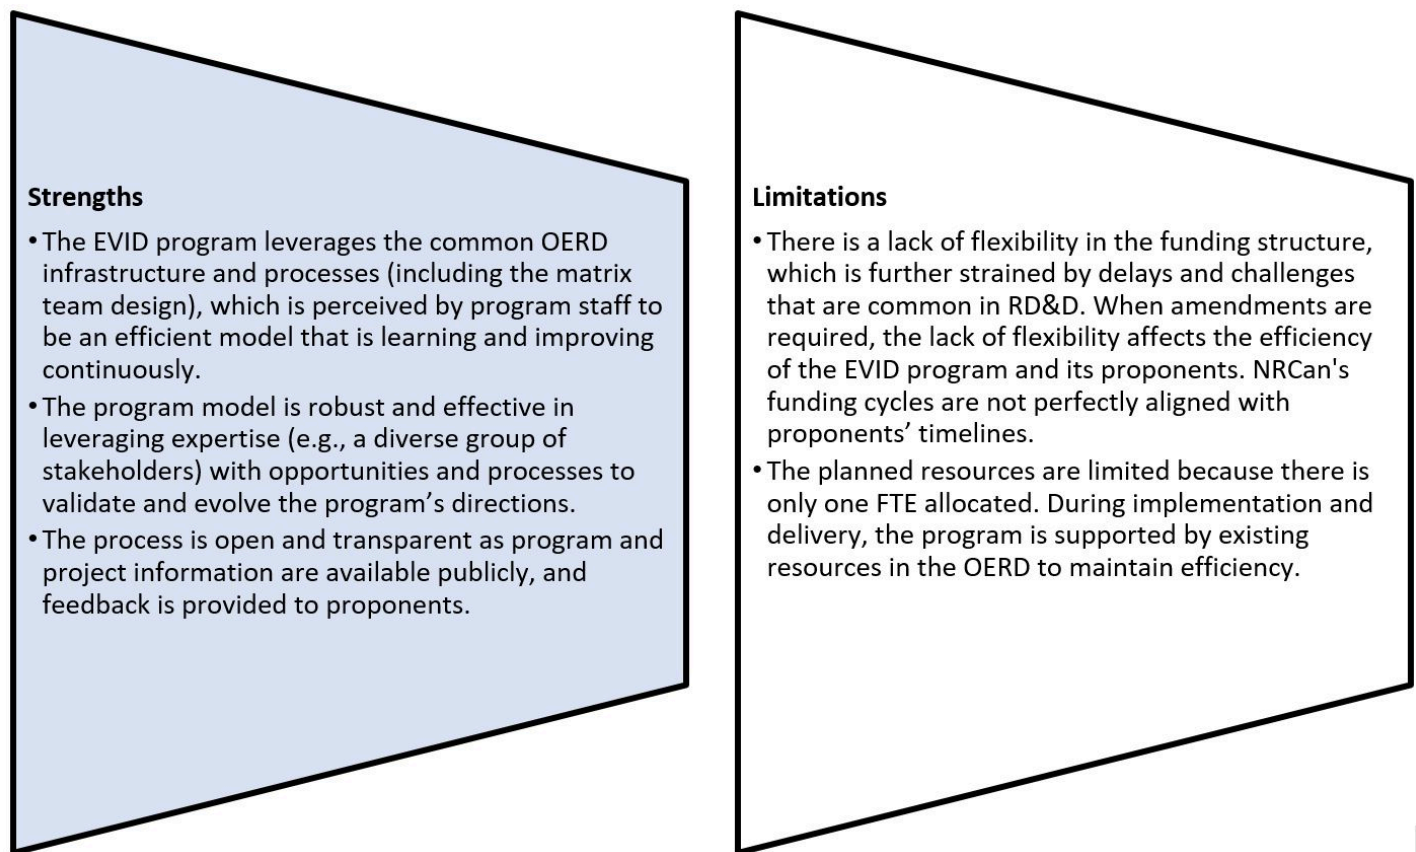 Strengths
•The EVID program leverages the common OERD
infrastructure and processes (including the matrix
team design), which is perceived by program staff to
be an efficient model that is learning and improving
continuously.
•The program model is robust and effective in
leveraging expertise (e.g., a diverse group of
stakeholders) with opportunities and processes to
validate and evolve the program’s directions.
•The process is open and transparent as program and
project information are available publicly, and
feedback is provided to proponents.
Limitations
•There is a lack of flexibility in the funding structure,
which is further strained by delays and challenges
that are common in RD&D. When amendments are
required, the lack of flexibility affects the efficiency
of the EVID program and its proponents. NRCan's
funding cycles are not perfectly aligned with
proponents’ timelines.
•The planned resources are limited because there is
only one FTE allocated. During implementation and
delivery, the program is supported by existing
resources in the OERD to maintain efficiency.